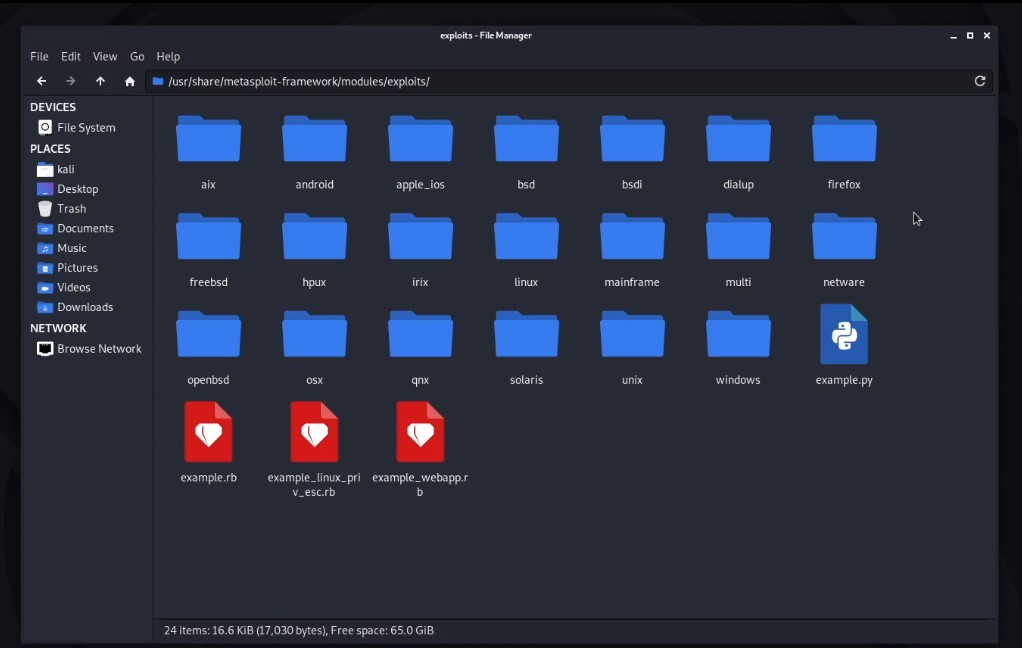 exploits - File Manager
File Edit View Go Help
/usr/share/metasploit-framework/modules/exploits/
DEVICES
File System
PLACES
kali
Desktop
Trash
Documents
Music
Pictures
Videos
Downloads
NETWORK
Browse Network
aix android apple_ios bsd bsdi dialup firefox
freebsd hpux irix linux mainframe multi netware
openbsd osx qnx solaris unix windows example.py
example.rb example_linux_pri example_webapp.r
v_esc.rb b
24 items: 16.6 KiB (17,030 bytes), Free space: 65.0 GiB